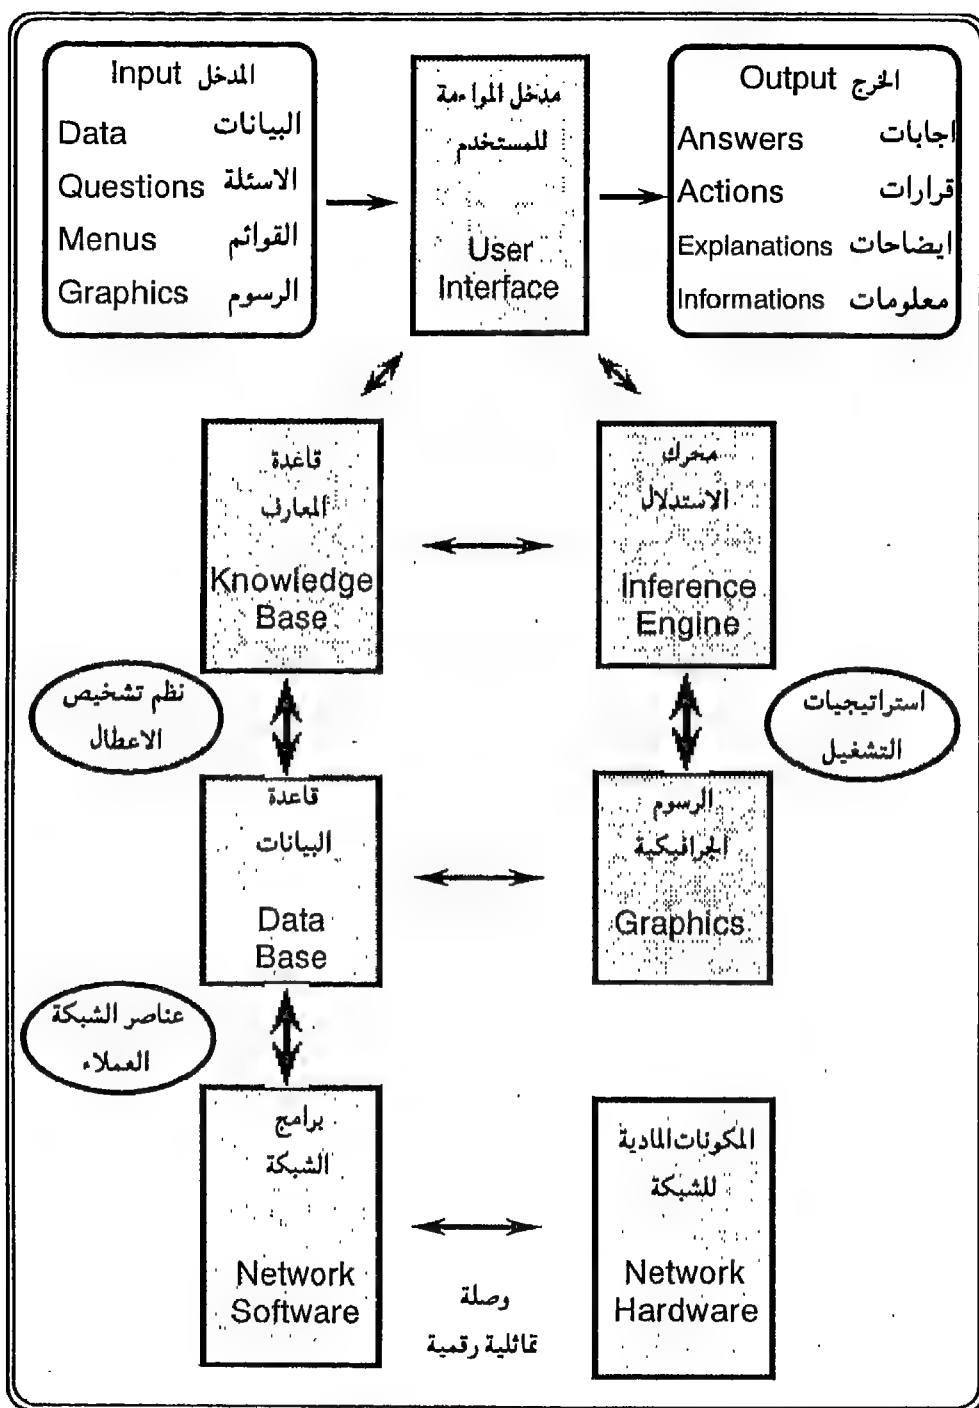 Input المدخل
Data البيانات
Questions الاسئلة
Menus القوائم
Graphics الرسوم
مدخل المواءمة
للمستخدم
User
Interface
Output الخرج
Answers اجابات
Actions قرارات
Explanations ايضاحات
Informations معلومات
قاعدة
المعارف
Knowledge
Base
محرك
الاستدلال
Inference
Engine
نظم تشخيص
الاعطال
استراتيجيات
التشغيل
قاعدة
البيانات
Data
Base
الرسوم
الجرافيكية
Graphics
عناصر الشبكة
العملاء
برامج
الشبكة
Network
Software
وصلة
تماثلية رقمية
المكونات المادية
للشبكة
Network
Hardware